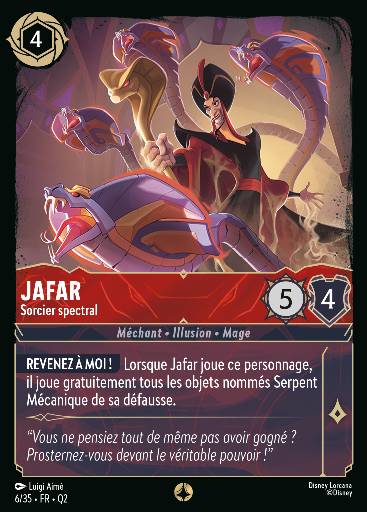 4
JAFAR
Sorcier spectral
5
4
Méchant • Illusion • Mage
REVENEZ À MOI ! Lorsque Jafar joue ce personnage,
il joue gratuitement tous les objets nommés Serpent
Mécanique de sa défausse.
“Vous ne pensiez tout de même pas avoir gagné ?
Prosternez-vous devant le véritable pouvoir !”
Luigi Aimé
6/35 • FR • Q2
Disney Lorcana
©Disney